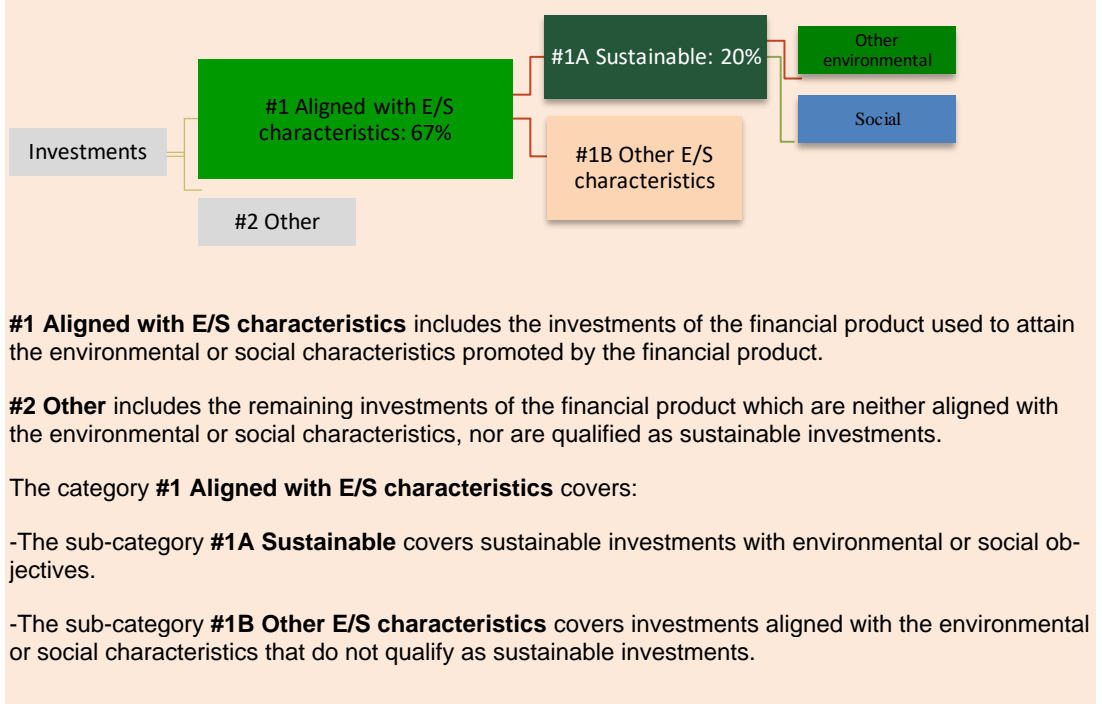 Investments
#1 Aligned with E/S
characteristics: 67%
#2 Other
#1A Sustainable: 20%
#1B Other E/S
characteristics
Other
environmental
Social
#1 Aligned with E/S characteristics includes the investments of the financial product used to attain
the environmental or social characteristics promoted by the financial product.
#2 Other includes the remaining investments of the financial product which are neither aligned with
the environmental or social characteristics, nor are qualified as sustainable investments.
The category #1 Aligned with E/S characteristics covers:
-The sub-category #1A Sustainable covers sustainable investments with environmental or social ob-
jectives.
-The sub-category #1B Other E/S characteristics covers investments aligned with the environmental
or social characteristics that do not qualify as sustainable investments.